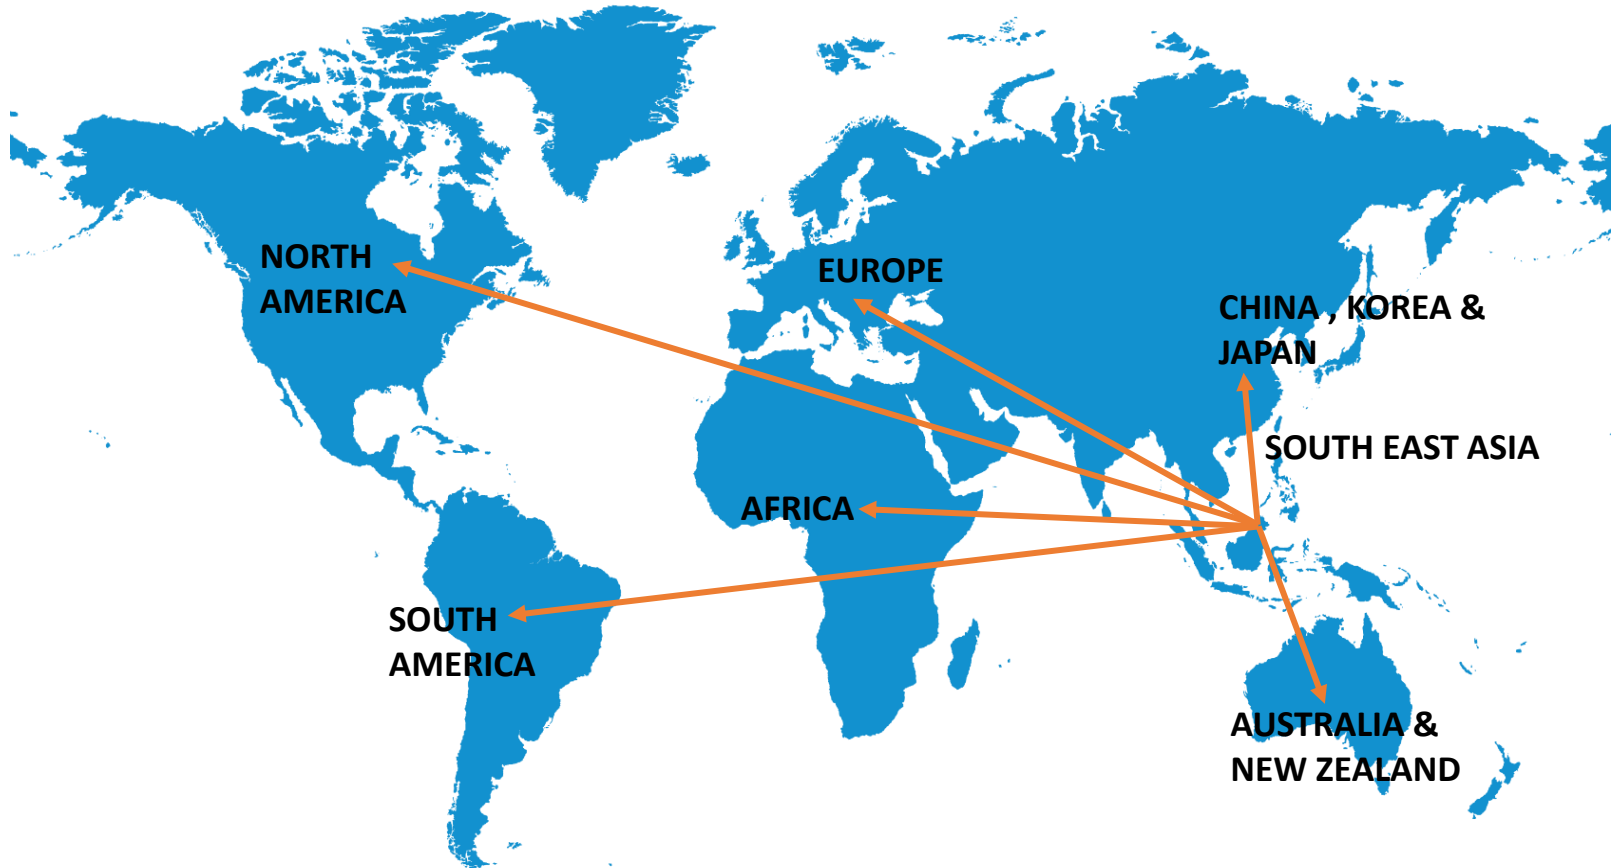 NORTH
AMERICA
EUROPE
CHINA , KOREA &
JAPAN
SOUTH EAST ASIA
AFRICA
SOUTH
AMERICA
AUSTRALIA &
NEW ZEALAND